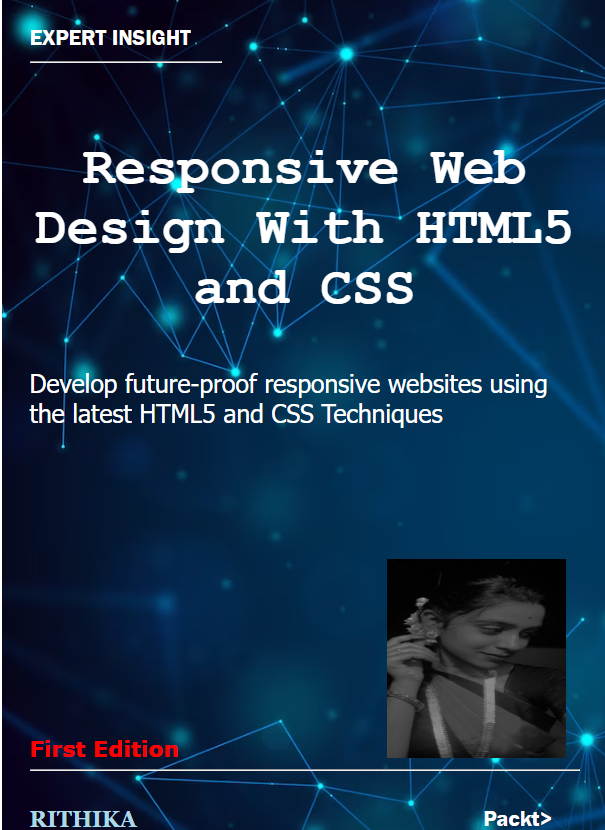 EXPERT INSIGHT
Responsive Web
Design With HTML5
and CSS
Develop future-proof responsive websites using
the latest HTML5 and CSS Techniques
First Edition
RITHIKA
Packt>